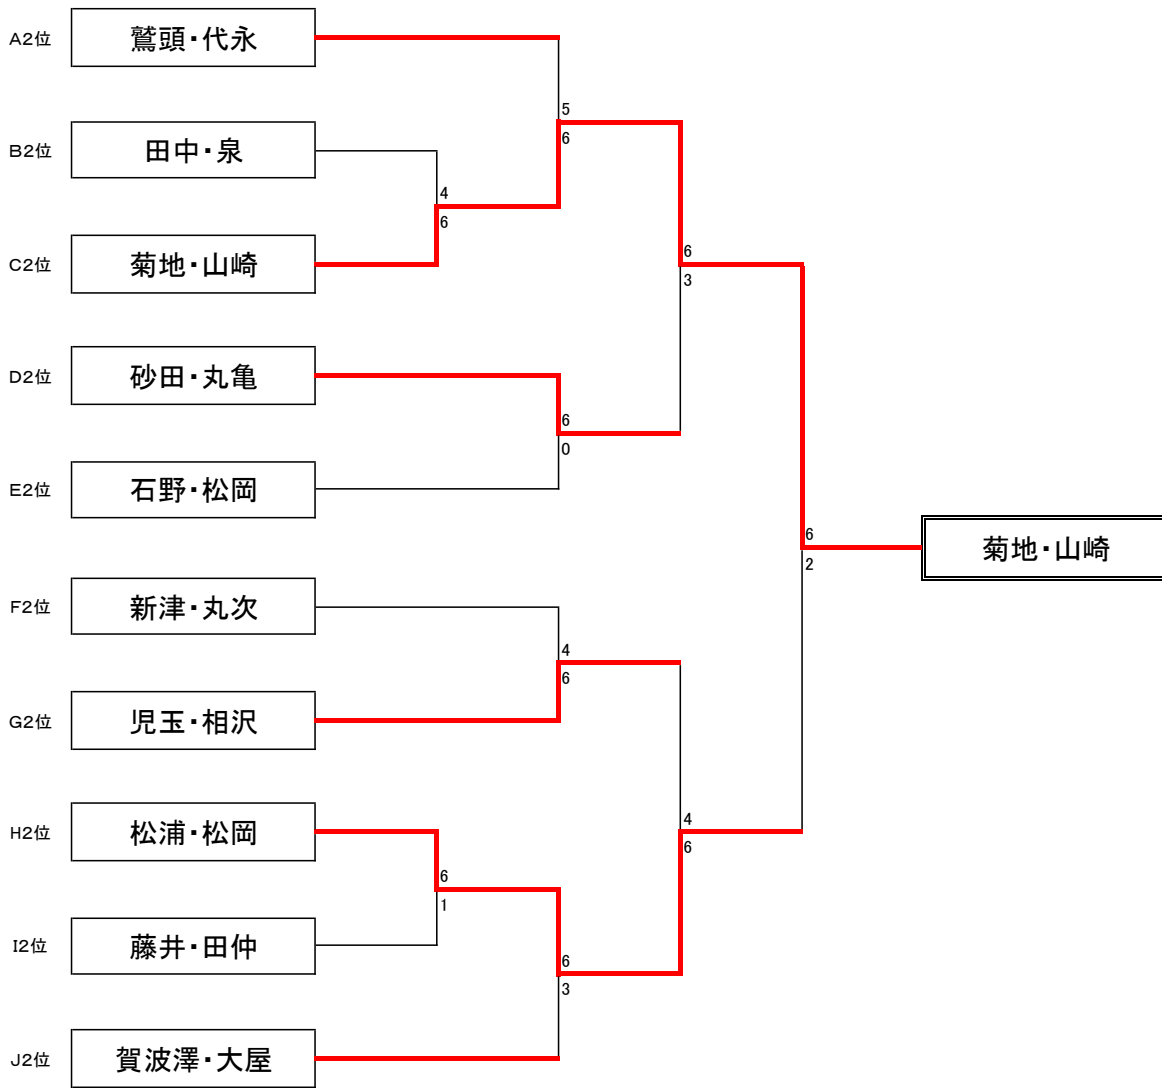 A2位
鷲頭・代永
5
6
B2位
田中・泉
4
6
C2位
菊地・山崎
6
3
D2位
砂田・丸亀
6
0
E2位
石野・松岡
6
2
菊地・山崎
F2位
新津・丸次
4
6
G2位
児玉・相沢
H2位
松浦・松岡
4
6
6
1
I2位
藤井・田仲
6
3
J2位
賀波澤・大屋